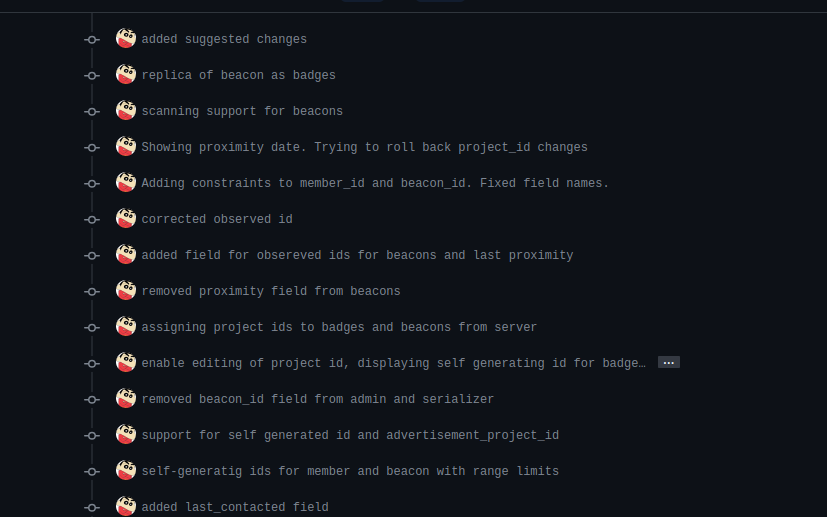 added suggested changes
replica of beacon as badges
scanning support for beacons
Showing proximity date. Trying to roll back project_id changes
Adding constraints to member_id and beacon_id. Fixed field names.
corrected observed id
added field for obsereved ids for beacons and last proximity
removed proximity field from beacons
assigning project ids to badges and beacons from server
enable editing of project id, displaying self generating id for badge…
removed beacon_id field from admin and serializer
support for self generated id and advertisement_project_id
self-generatig ids for member and beacon with range limits
added last_contacted field